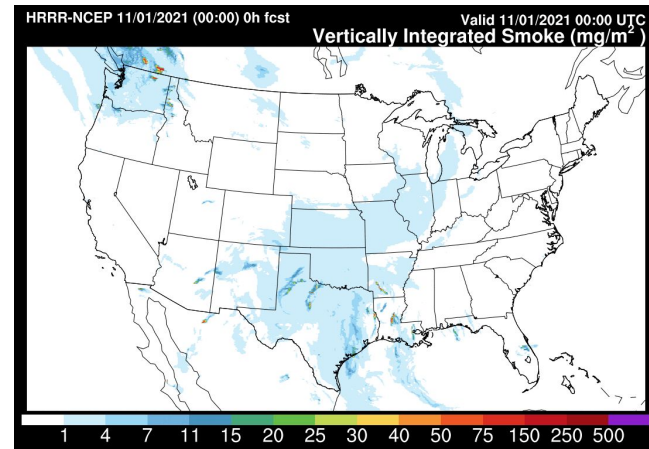 HRRR-NCEP 11/01/2021 (00:00) 0h fcst
Valid 11/01/2021 00:00 UTC
Vertically Integrated Smoke (mg/m²)
1 4 7 11 15 20 25 30 40 50 75 150 250 500